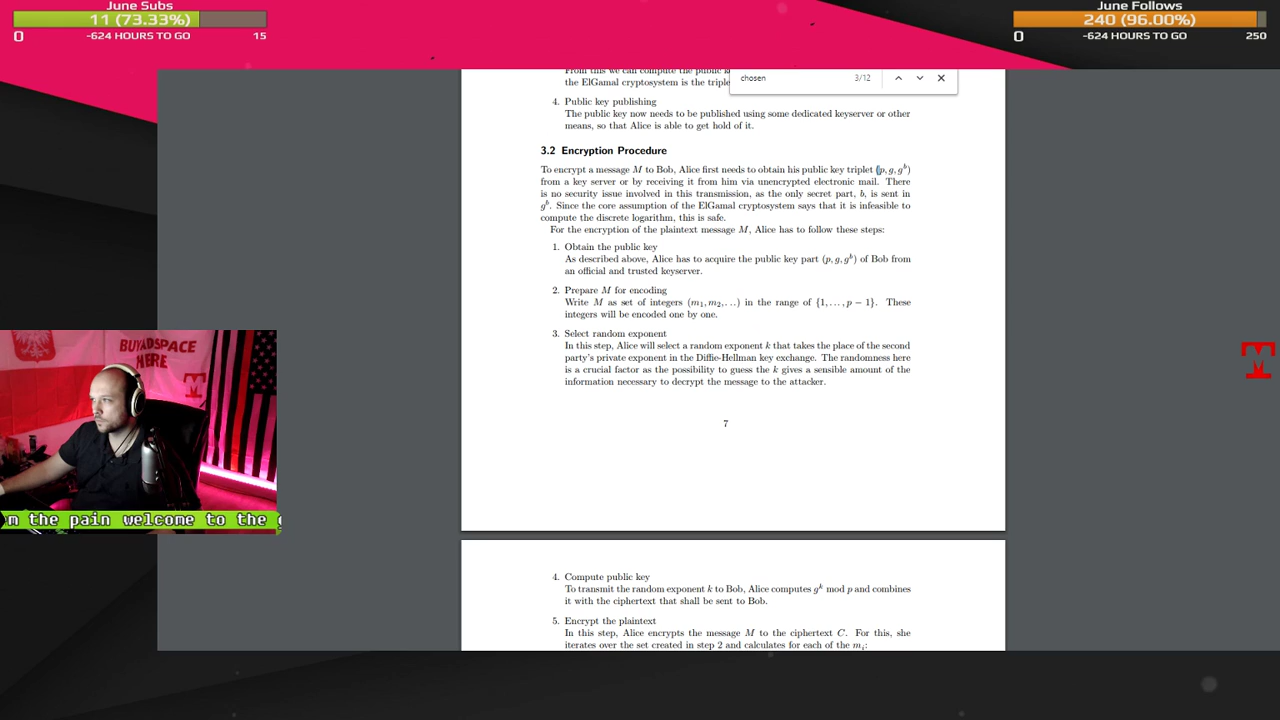 June Subs
11 (73.33%)
0 -624 HOURS TO GO 15
June Follows
240 (96.00%)
0 -624 HOURS TO GO 250
chosen 3/12
From this we can compute the public k
the ElGamal cryptosystem is the triple
4. Public key publishing
The public key now needs to be published using some dedicated keyserver or other
means, so that Alice is able to get hold of it.
3.2 Encryption Procedure
To encrypt a message M to Bob, Alice first needs to obtain his public key triplet (p, g, g^b)
from a key server or by receiving it from him via unencrypted electronic mail. There
is no security issue involved in this transmission, as the only secret part, b, is sent in
g^b. Since the core assumption of the ElGamal cryptosystem says that it is infeasible to
compute the discrete logarithm, this is safe.
For the encryption of the plaintext message M, Alice has to follow these steps:
1. Obtain the public key
As described above, Alice has to acquire the public key part (p, g, g^b) of Bob from
an official and trusted keyserver.
2. Prepare M for encoding
Write M as set of integers (m₁, m₂, . . .) in the range of {1, . . . , p − 1}. These
integers will be encoded one by one.
3. Select random exponent
In this step, Alice will select a random exponent k that takes the place of the second
party's private exponent in the Diffie-Hellman key exchange. The randomness here
is a crucial factor as the possibility to guess the k gives a sensible amount of the
information necessary to decrypt the message to the attacker.
7
4. Compute public key
To transmit the random exponent k to Bob, Alice computes g^k mod p and combines
it with the ciphertext that shall be sent to Bob.
5. Encrypt the plaintext
In this step, Alice encrypts the message M to the ciphertext C. For this, she
iterates over the set created in step 2 and calculates for each of the mᵢ:
BUY ADSPACE
HERE
m the pain welcome to the